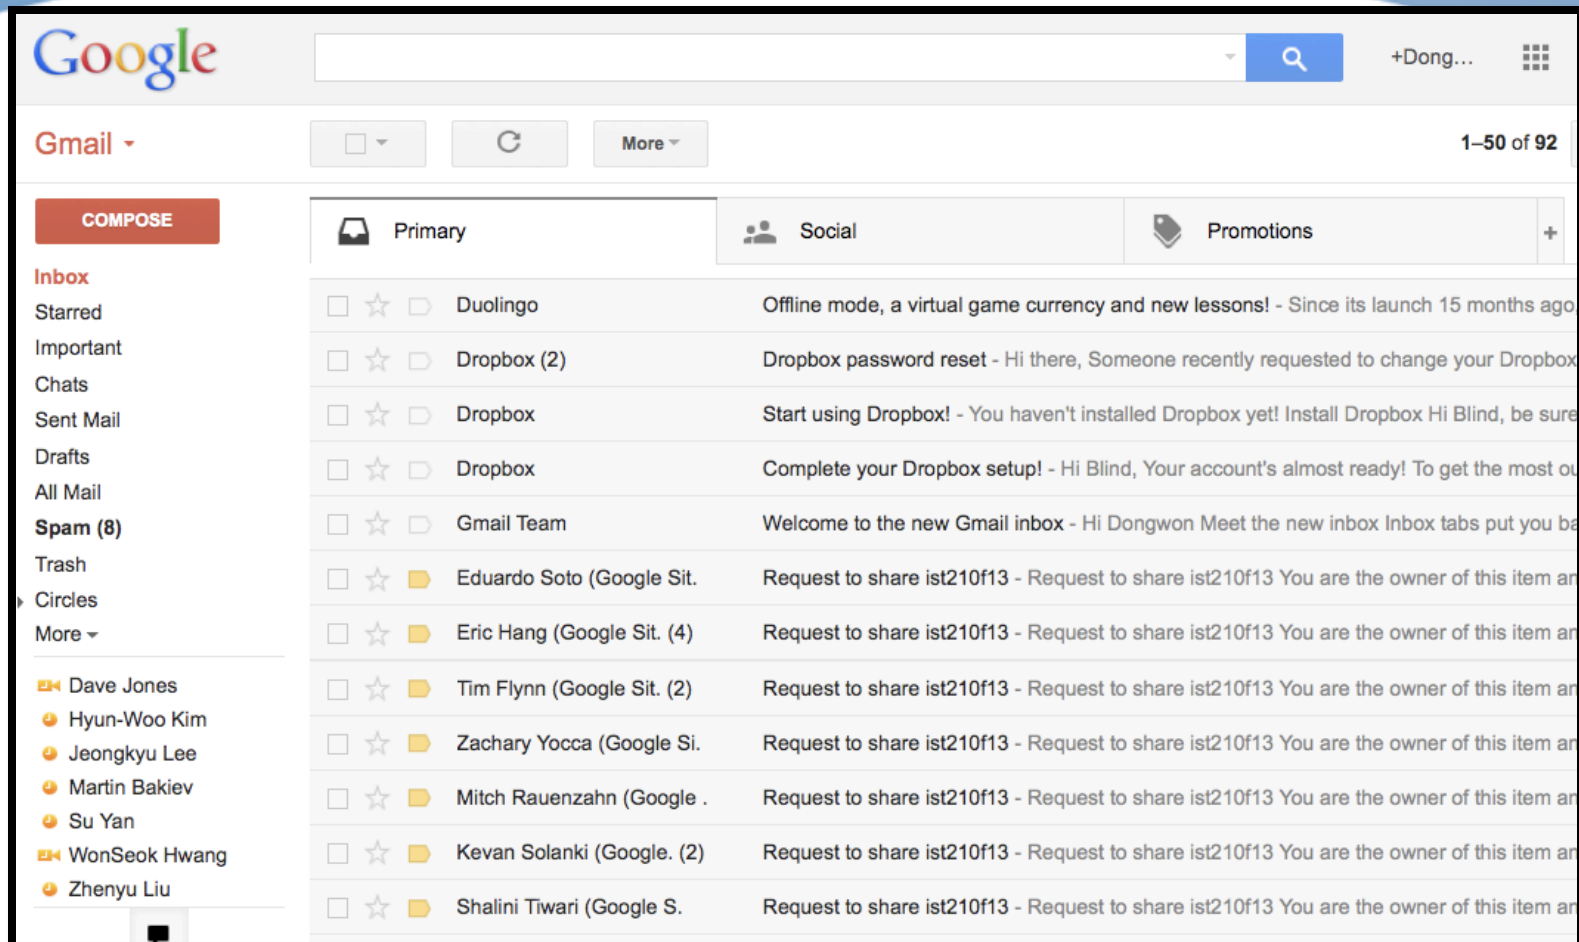 Google
+Dong...
Gmail
More
1–50 of 92
COMPOSE
Primary
Social
Promotions
+
Inbox
Starred
Important
Chats
Sent Mail
Drafts
All Mail
Spam (8)
Trash
Circles
More
Dave Jones
Hyun-Woo Kim
Jeongkyu Lee
Martin Bakiev
Su Yan
WonSeok Hwang
Zhenyu Liu
Duolingo Offline mode, a virtual game currency and new lessons! - Since its launch 15 months ago,
Dropbox (2) Dropbox password reset - Hi there, Someone recently requested to change your Dropbox
Dropbox Start using Dropbox! - You haven't installed Dropbox yet! Install Dropbox Hi Blind, be sure
Dropbox Complete your Dropbox setup! - Hi Blind, Your account's almost ready! To get the most ou
Gmail Team Welcome to the new Gmail inbox - Hi Dongwon Meet the new inbox Inbox tabs put you ba
Eduardo Soto (Google Sit. Request to share ist210f13 - Request to share ist210f13 You are the owner of this item an
Eric Hang (Google Sit. (4) Request to share ist210f13 - Request to share ist210f13 You are the owner of this item an
Tim Flynn (Google Sit. (2) Request to share ist210f13 - Request to share ist210f13 You are the owner of this item an
Zachary Yocca (Google Si. Request to share ist210f13 - Request to share ist210f13 You are the owner of this item an
Mitch Rauenzahn (Google . Request to share ist210f13 - Request to share ist210f13 You are the owner of this item an
Kevan Solanki (Google. (2) Request to share ist210f13 - Request to share ist210f13 You are the owner of this item an
Shalini Tiwari (Google S. Request to share ist210f13 - Request to share ist210f13 You are the owner of this item an